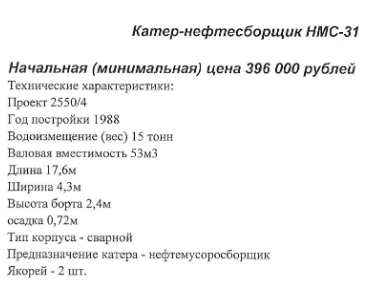 Катер-нефтесборщик НМС-31
Начальная (минимальная) цена 396 000 рублей
Технические характеристики:
Проект 2550/4
Год постройки 1988
Водоизмещение (вес) 15 тонн
Валовая вместимость 53м3
Длина 17,6м
Ширина 4,3м
Высота борта 2,4м
осадка 0,72м
Тип корпуса - сварной
Предназначение катера - нефтемусоросборщик
Якорей - 2 шт.